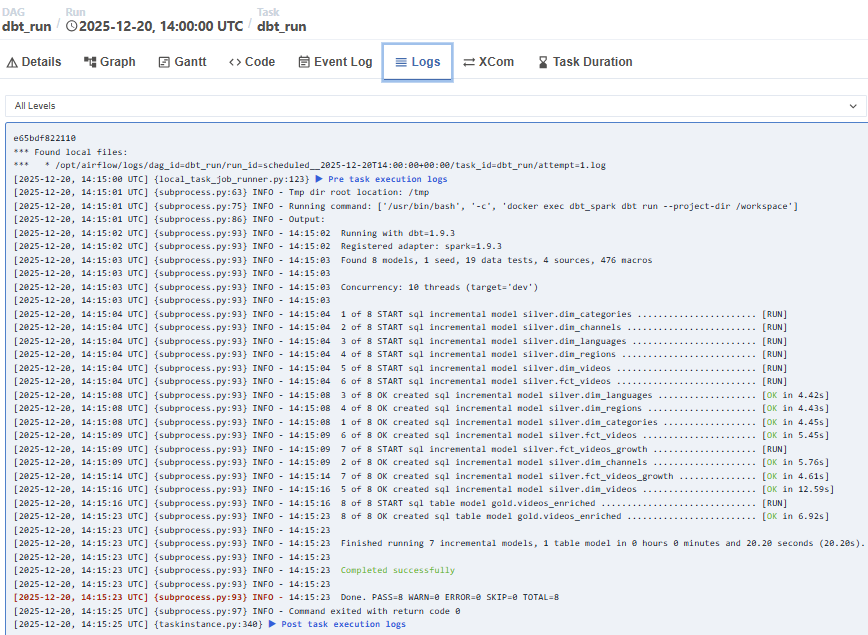 DAG
dbt_run
/
Run
2025-12-20, 14:00:00 UTC
/
Task
dbt_run
Details
Graph
Gantt
<> Code
Event Log
Logs
XCom
Task Duration
All Levels
e65bdf822110
*** Found local files:
***   * /opt/airflow/logs/dag_id=dbt_run/run_id=scheduled__2025-12-20T14:00:00+00:00/task_id=dbt_run/attempt=1.log
[2025-12-20, 14:15:00 UTC] {local_task_job_runner.py:123} ▶ Pre task execution logs
[2025-12-20, 14:15:01 UTC] {subprocess.py:63} INFO - Tmp dir root location: /tmp
[2025-12-20, 14:15:01 UTC] {subprocess.py:75} INFO - Running command: ['/usr/bin/bash', '-c', 'docker exec dbt_spark dbt run --project-dir /workspace']
[2025-12-20, 14:15:01 UTC] {subprocess.py:86} INFO - Output:
[2025-12-20, 14:15:02 UTC] {subprocess.py:93} INFO - 14:15:02  Running with dbt=1.9.3
[2025-12-20, 14:15:02 UTC] {subprocess.py:93} INFO - 14:15:02  Registered adapter: spark=1.9.3
[2025-12-20, 14:15:03 UTC] {subprocess.py:93} INFO - 14:15:03  Found 8 models, 1 seed, 19 data tests, 4 sources, 476 macros
[2025-12-20, 14:15:03 UTC] {subprocess.py:93} INFO - 14:15:03
[2025-12-20, 14:15:03 UTC] {subprocess.py:93} INFO - 14:15:03  Concurrency: 10 threads (target='dev')
[2025-12-20, 14:15:03 UTC] {subprocess.py:93} INFO - 14:15:03
[2025-12-20, 14:15:04 UTC] {subprocess.py:93} INFO - 14:15:04  1 of 8 START sql incremental model silver.dim_categories ....................... [RUN]
[2025-12-20, 14:15:04 UTC] {subprocess.py:93} INFO - 14:15:04  2 of 8 START sql incremental model silver.dim_channels ......................... [RUN]
[2025-12-20, 14:15:04 UTC] {subprocess.py:93} INFO - 14:15:04  3 of 8 START sql incremental model silver.dim_languages ........................ [RUN]
[2025-12-20, 14:15:04 UTC] {subprocess.py:93} INFO - 14:15:04  4 of 8 START sql incremental model silver.dim_regions .......................... [RUN]
[2025-12-20, 14:15:04 UTC] {subprocess.py:93} INFO - 14:15:04  5 of 8 START sql incremental model silver.dim_videos ........................... [RUN]
[2025-12-20, 14:15:04 UTC] {subprocess.py:93} INFO - 14:15:04  6 of 8 START sql incremental model silver.fct_videos ........................... [RUN]
[2025-12-20, 14:15:08 UTC] {subprocess.py:93} INFO - 14:15:08  3 of 8 OK created sql incremental model silver.dim_languages ................... [OK in 4.42s]
[2025-12-20, 14:15:08 UTC] {subprocess.py:93} INFO - 14:15:08  4 of 8 OK created sql incremental model silver.dim_regions ..................... [OK in 4.43s]
[2025-12-20, 14:15:08 UTC] {subprocess.py:93} INFO - 14:15:08  1 of 8 OK created sql incremental model silver.dim_categories .................. [OK in 4.45s]
[2025-12-20, 14:15:09 UTC] {subprocess.py:93} INFO - 14:15:09  6 of 8 OK created sql incremental model silver.fct_videos ...................... [OK in 5.45s]
[2025-12-20, 14:15:09 UTC] {subprocess.py:93} INFO - 14:15:09  7 of 8 START sql incremental model silver.fct_videos_growth .................... [RUN]
[2025-12-20, 14:15:09 UTC] {subprocess.py:93} INFO - 14:15:09  2 of 8 OK created sql incremental model silver.dim_channels .................... [OK in 5.76s]
[2025-12-20, 14:15:14 UTC] {subprocess.py:93} INFO - 14:15:14  7 of 8 OK created sql incremental model silver.fct_videos_growth ............... [OK in 4.61s]
[2025-12-20, 14:15:16 UTC] {subprocess.py:93} INFO - 14:15:16  5 of 8 OK created sql incremental model silver.dim_videos ...................... [OK in 12.59s]
[2025-12-20, 14:15:16 UTC] {subprocess.py:93} INFO - 14:15:16  8 of 8 START sql table model gold.videos_enriched .............................. [RUN]
[2025-12-20, 14:15:23 UTC] {subprocess.py:93} INFO - 14:15:23  8 of 8 OK created sql table model gold.videos_enriched ......................... [OK in 6.92s]
[2025-12-20, 14:15:23 UTC] {subprocess.py:93} INFO - 14:15:23
[2025-12-20, 14:15:23 UTC] {subprocess.py:93} INFO - 14:15:23  Finished running 7 incremental models, 1 table model in 0 hours 0 minutes and 20.20 seconds (20.20s).
[2025-12-20, 14:15:23 UTC] {subprocess.py:93} INFO - 14:15:23
[2025-12-20, 14:15:23 UTC] {subprocess.py:93} INFO - 14:15:23  Completed successfully
[2025-12-20, 14:15:23 UTC] {subprocess.py:93} INFO - 14:15:23
[2025-12-20, 14:15:23 UTC] {subprocess.py:93} INFO - 14:15:23  Done. PASS=8 WARN=0 ERROR=0 SKIP=0 TOTAL=8
[2025-12-20, 14:15:25 UTC] {subprocess.py:97} INFO - Command exited with return code 0
[2025-12-20, 14:15:25 UTC] {taskinstance.py:340} ▶ Post task execution logs